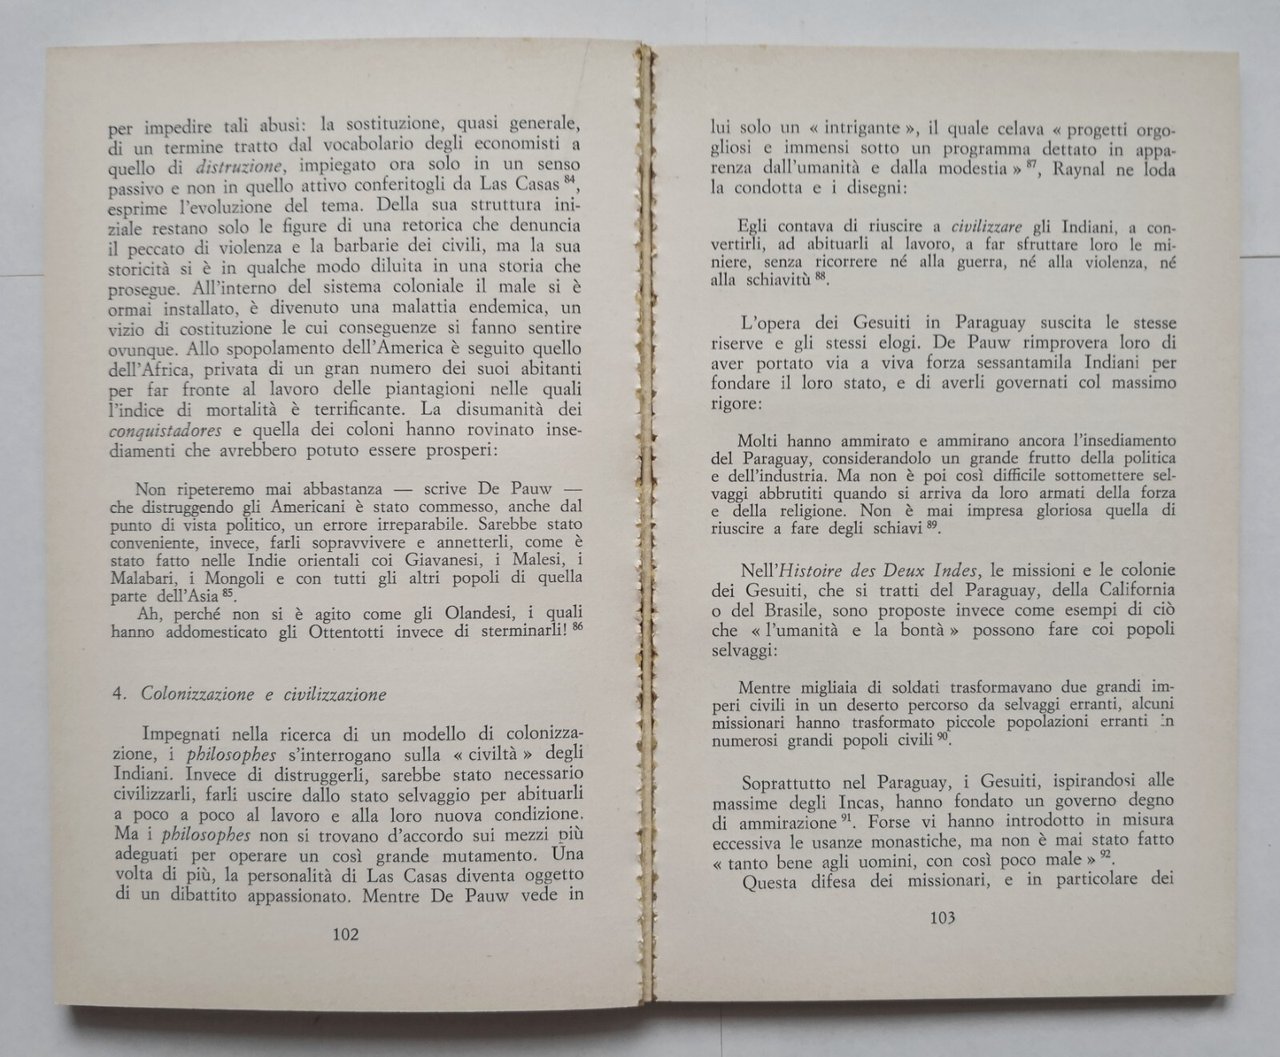 per impedire tali abusi: la sostituzione, quasi generale,
di un termine tratto dal vocabolario degli economisti a
quello di distruzione, impiegato ora solo in un senso
passivo e non in quello attivo conferitogli da Las Casas 84,
esprime l'evoluzione del tema. Della sua struttura ini-
ziale restano solo le figure di una retorica che denuncia
il peccato di violenza e la barbarie dei civili, ma la sua
storicità si è in qualche modo diluita in una storia che
prosegue. All'interno del sistema coloniale il male si è
ormai installato, è divenuto una malattia endemica, un
vizio di costituzione le cui conseguenze si fanno sentire
ovunque. Allo spopolamento dell'America è seguito quello
dell'Africa, privata di un gran numero dei suoi abitanti
per far fronte al lavoro delle piantagioni nelle quali
l'indice di mortalità è terrificante. La disumanità dei
conquistadores e quella dei coloni hanno rovinato inse-
diamenti che avrebbero potuto essere prosperi:
Non ripeteremo mai abbastanza — scrive De Pauw —
che distruggendo gli Americani è stato commesso, anche dal
punto di vista politico, un errore irreparabile. Sarebbe stato
conveniente, invece, farli sopravvivere e annetterli, come è
stato fatto nelle Indie orientali coi Giavanesi, i Malesi, i
Malabari, i Mongoli e con tutti gli altri popoli di quella
parte dell'Asia 85.
Ah, perché non si è agito come gli Olandesi, i quali
hanno addomesticato gli Ottentotti invece di sterminarli! 86
4. Colonizzazione e civilizzazione
Impegnati nella ricerca di un modello di colonizza-
zione, i philosophes s'interrogano sulla « civiltà » degli
Indiani. Invece di distruggerli, sarebbe stato necessario
civilizzarli, farli uscire dallo stato selvaggio per abituarli
a poco a poco al lavoro e alla loro nuova condizione.
Ma i philosophes non si trovano d'accordo sui mezzi più
adeguati per operare un così grande mutamento. Una
volta di più, la personalità di Las Casas diventa oggetto
di un dibattito appassionato. Mentre De Pauw vede in
102
lui solo un « intrigante », il quale celava « progetti orgo-
gliosi e immensi sotto un programma dettato in appa-
renza dall'umanità e dalla modestia » 87, Raynal ne loda
la condotta e i disegni:
Egli contava di riuscire a civilizzare gli Indiani, a con-
vertirli, ad abituarli al lavoro, a far sfruttare loro le mi-
niere, senza ricorrere né alla guerra, né alla violenza, né
alla schiavitù 88.
L'opera dei Gesuiti in Paraguay suscita le stesse
riserve e gli stessi elogi. De Pauw rimprovera loro di
aver portato via a viva forza sessantamila Indiani per
fondare il loro stato, e di averli governati col massimo
rigore:
Molti hanno ammirato e ammirano ancora l'insediamento
del Paraguay, considerandolo un grande frutto della politica
e dell'industria. Ma non è poi così difficile sottomettere sel-
vaggi abbrutiti quando si arriva da loro armati della forza
e della religione. Non è mai impresa gloriosa quella di
riuscire a fare degli schiavi 89.
Nell'Histoire des Deux Indes, le missioni e le colonie
dei Gesuiti, che si tratti del Paraguay, della California
o del Brasile, sono proposte invece come esempi di ciò
che « l'umanità e la bontà » possono fare coi popoli
selvaggi:
Mentre migliaia di soldati trasformavano due grandi im-
peri civili in un deserto percorso da selvaggi erranti, alcuni
missionari hanno trasformato piccole popolazioni erranti in
numerosi grandi popoli civili 90.
Soprattutto nel Paraguay, i Gesuiti, ispirandosi alle
massime degli Incas, hanno fondato un governo degno
di ammirazione 91. Forse vi hanno introdotto in misura
eccessiva le usanze monastiche, ma non è mai stato fatto
« tanto bene agli uomini, con così poco male » 92.
Questa difesa dei missionari, e in particolare dei
103